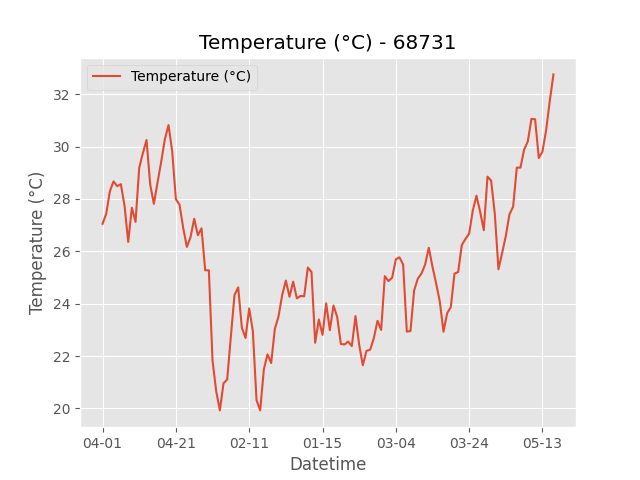 Temperature (°C) - 68731
Temperature (°C)
Temperature (°C)
32
30
28
26
24
22
20
04-01 04-21 02-11 01-15 03-04 03-24 05-13
Datetime